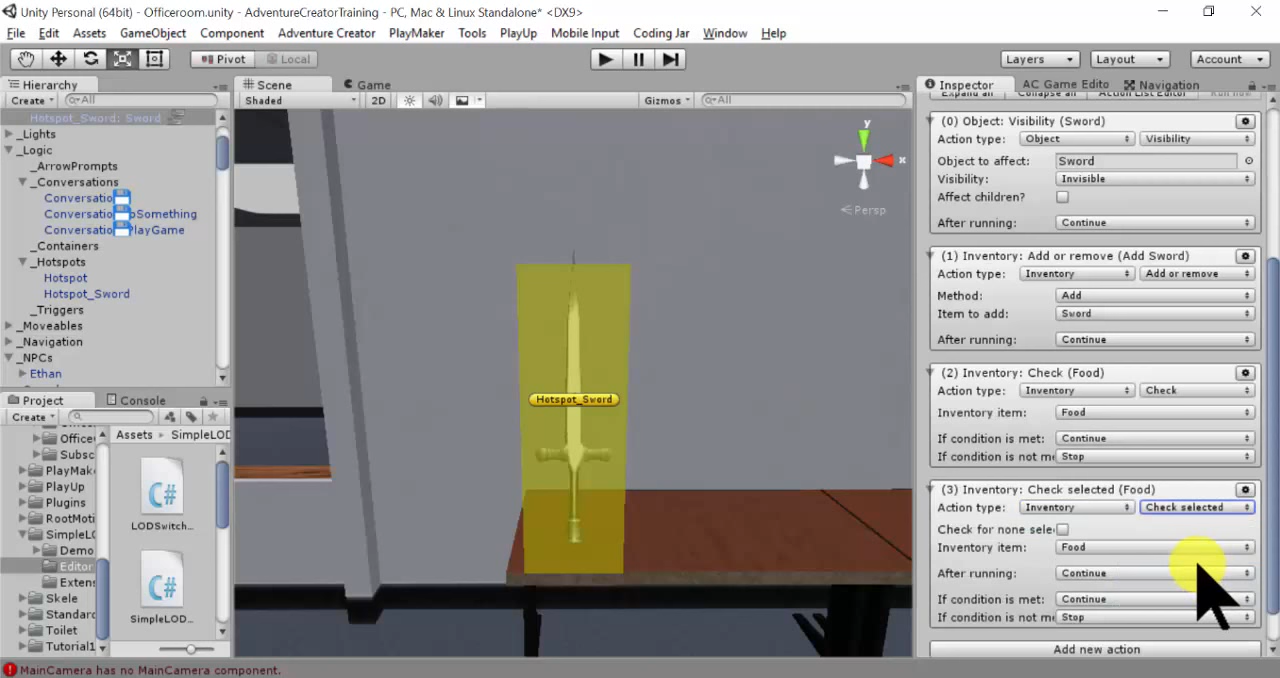 Unity Personal (64bit) - Officeroom.unity - AdventureCreatorTraining - PC, Mac & Linux Standalone* <DX9>
File Edit Assets GameObject Component Adventure Creator PlayMaker Tools PlayUp Mobile Input Coding Jar Window Help
Pivot Local Layers Layout Account
Hierarchy
Create All
Hotspot_Sword: Sword
_Lights
_Logic
_ArrowPrompts
_Conversations
Conversatio
Conversatio pSomething
Conversatio layGame
_Containers
_Hotspots
Hotspot
Hotspot_Sword
_Triggers
_Moveables
_Navigation
_NPCs
Ethan
Project Console
Create
Office
Subsc
PlayMak
PlayUp
Plugins
RootMoti
SimpleLO
Demo
Editor
Extens
Skele
Standar
Toilet
Tutorial1
Assets SimpleLOD
LODSwitch...
SimpleLOD...
Scene Game
Shaded 2D Gizmos All
y
x
Persp
Hotspot_Sword
Inspector AC Game Edito Navigation
Expand all Collapse all Action List Editor Run now
(0) Object: Visibility (Sword)
Action type: Object Visibility
Object to affect: Sword
Visibility: Invisible
Affect children?
After running: Continue
(1) Inventory: Add or remove (Add Sword)
Action type: Inventory Add or remove
Method: Add
Item to add: Sword
After running: Continue
(2) Inventory: Check (Food)
Action type: Inventory Check
Inventory item: Food
If condition is met: Continue
If condition is not m Stop
(3) Inventory: Check selected (Food)
Action type: Inventory Check selected
Check for none sele
Inventory item: Food
After running: Continue
If condition is met: Continue
If condition is not m Stop
Add new action
MainCamera has no MainCamera component.